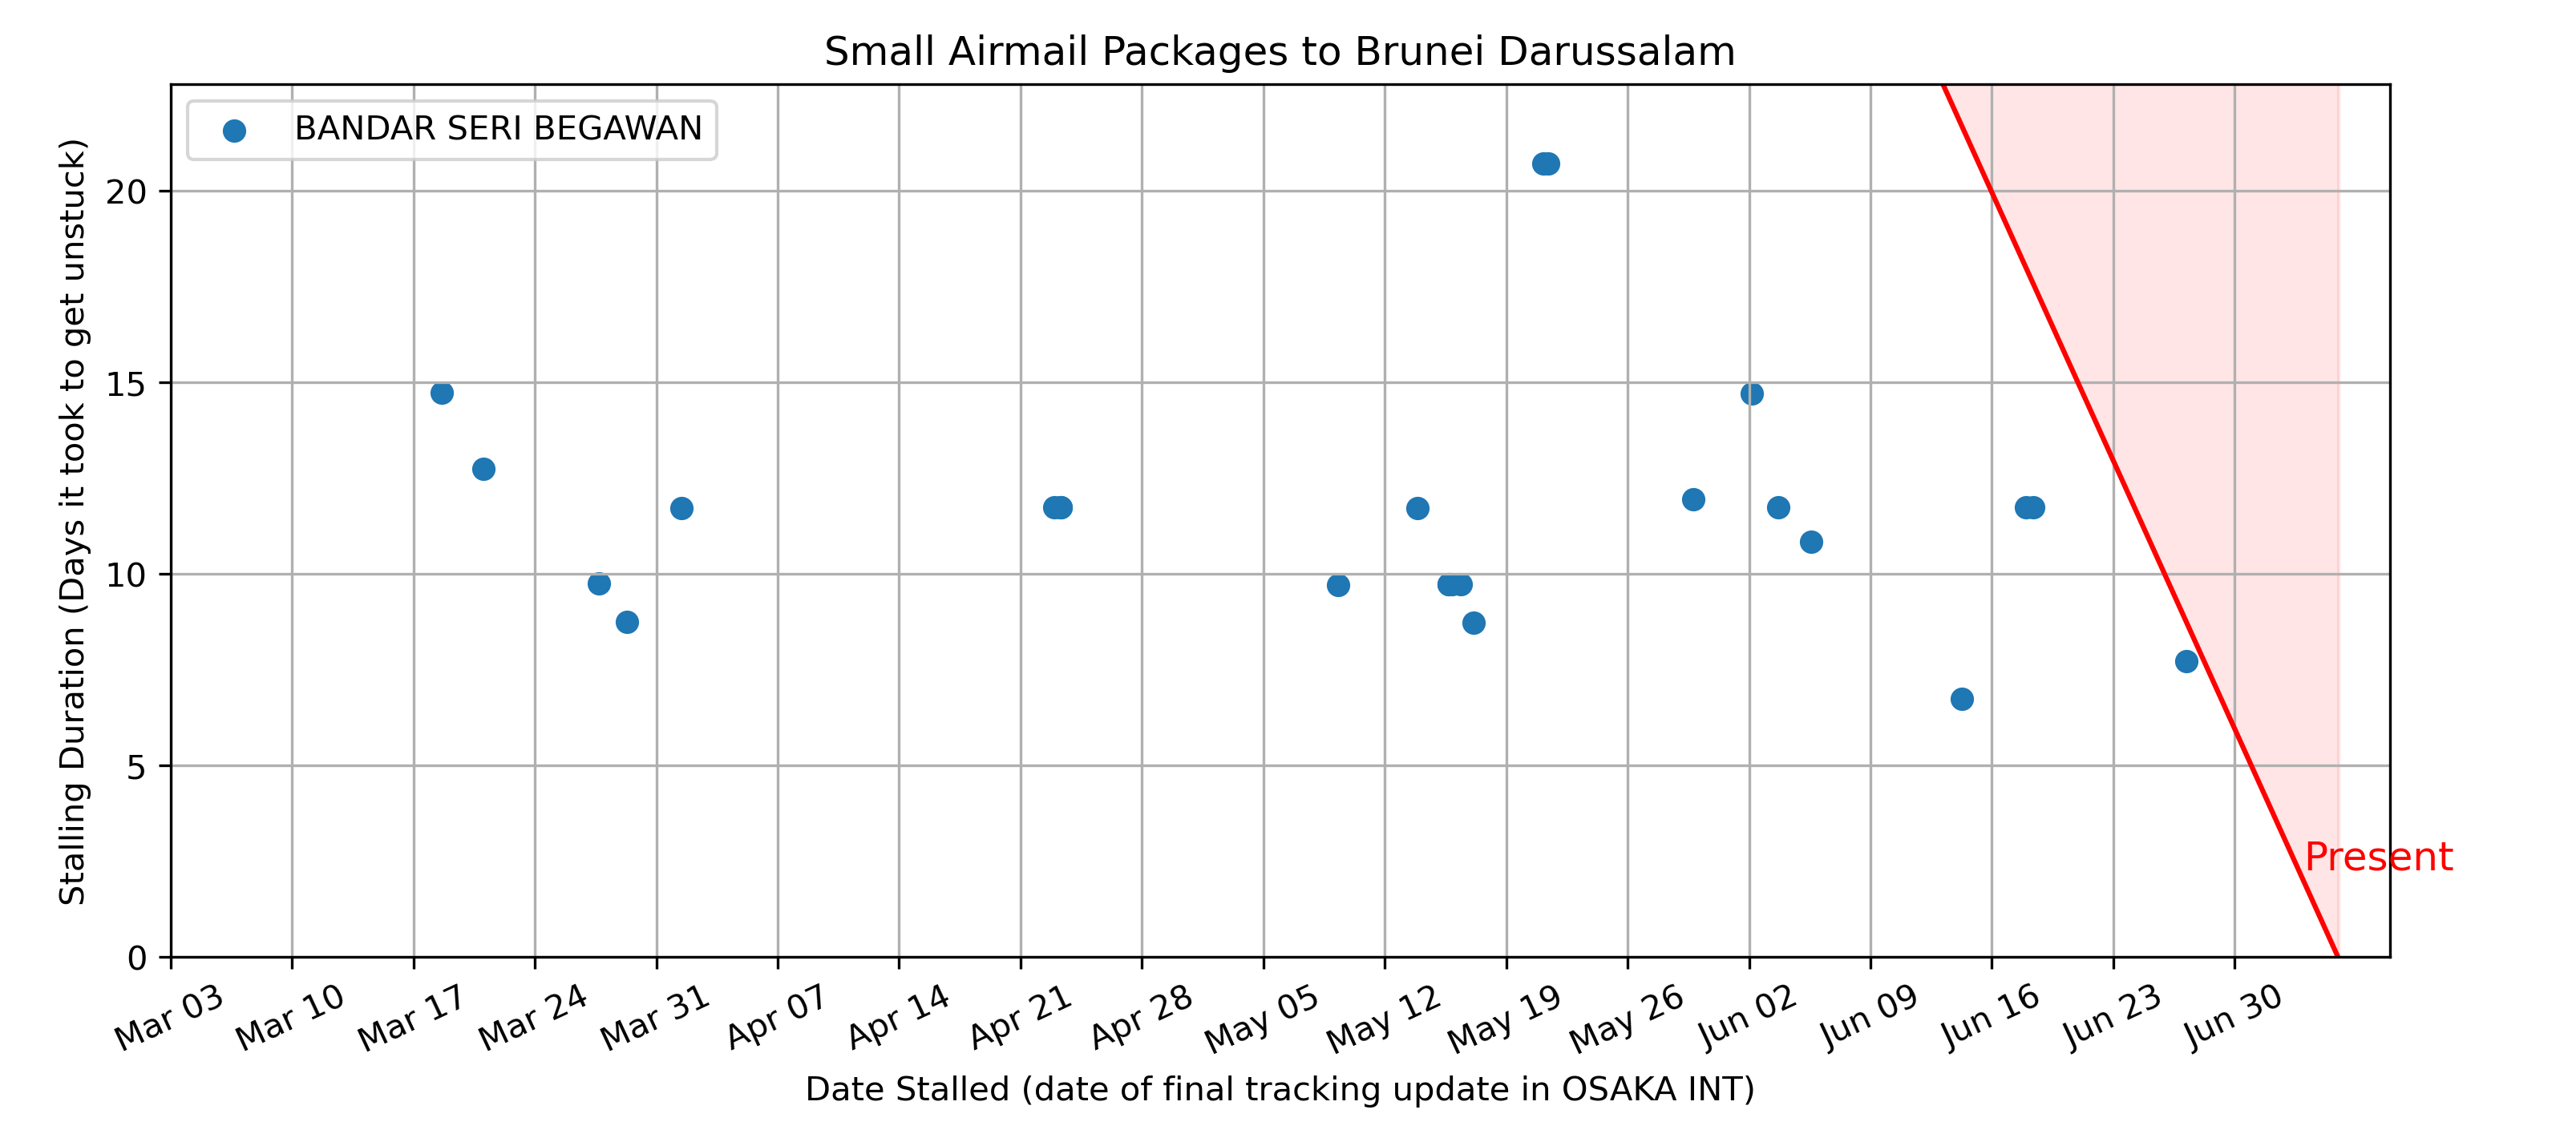 Small Airmail Packages to Brunei Darussalam
BANDAR SERI BEGAWAN
Stalling Duration (Days it took to get unstuck)
20
15
10
5
0
Present
Mar 03
Mar 10
Mar 17
Mar 24
Mar 31
Apr 07
Apr 14
Apr 21
Apr 28
May 05
May 12
May 19
May 26
Jun 02
Jun 09
Jun 16
Jun 23
Jun 30
Date Stalled (date of final tracking update in OSAKA INT)